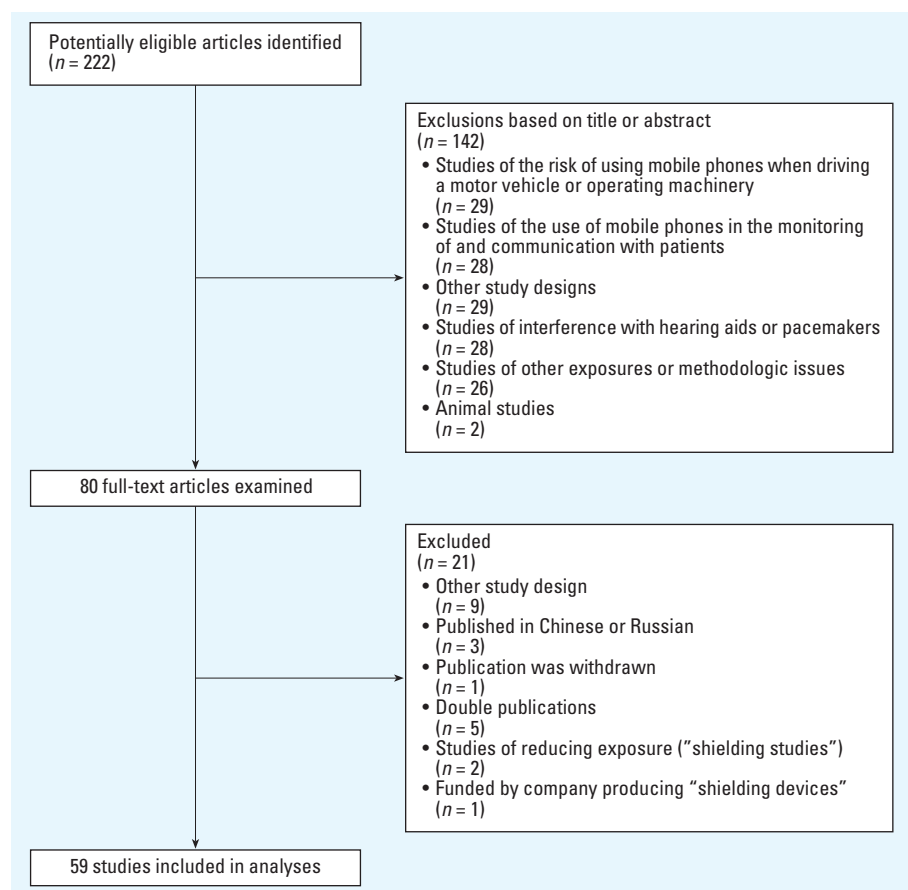 Potentially eligible articles identified
(n = 222)
Exclusions based on title or abstract
(n = 142)
• Studies of the risk of using mobile phones when driving
a motor vehicle or operating machinery
(n = 29)
• Studies of the use of mobile phones in the monitoring
of and communication with patients
(n = 28)
• Other study designs
(n = 29)
• Studies of interference with hearing aids or pacemakers
(n = 28)
• Studies of other exposures or methodologic issues
(n = 26)
• Animal studies
(n = 2)
80 full-text articles examined
Excluded
(n = 21)
• Other study design
(n = 9)
• Published in Chinese or Russian
(n = 3)
• Publication was withdrawn
(n = 1)
• Double publications
(n = 5)
• Studies of reducing exposure (”shielding studies”)
(n = 2)
• Funded by company producing “shielding devices”
(n = 1)
59 studies included in analyses